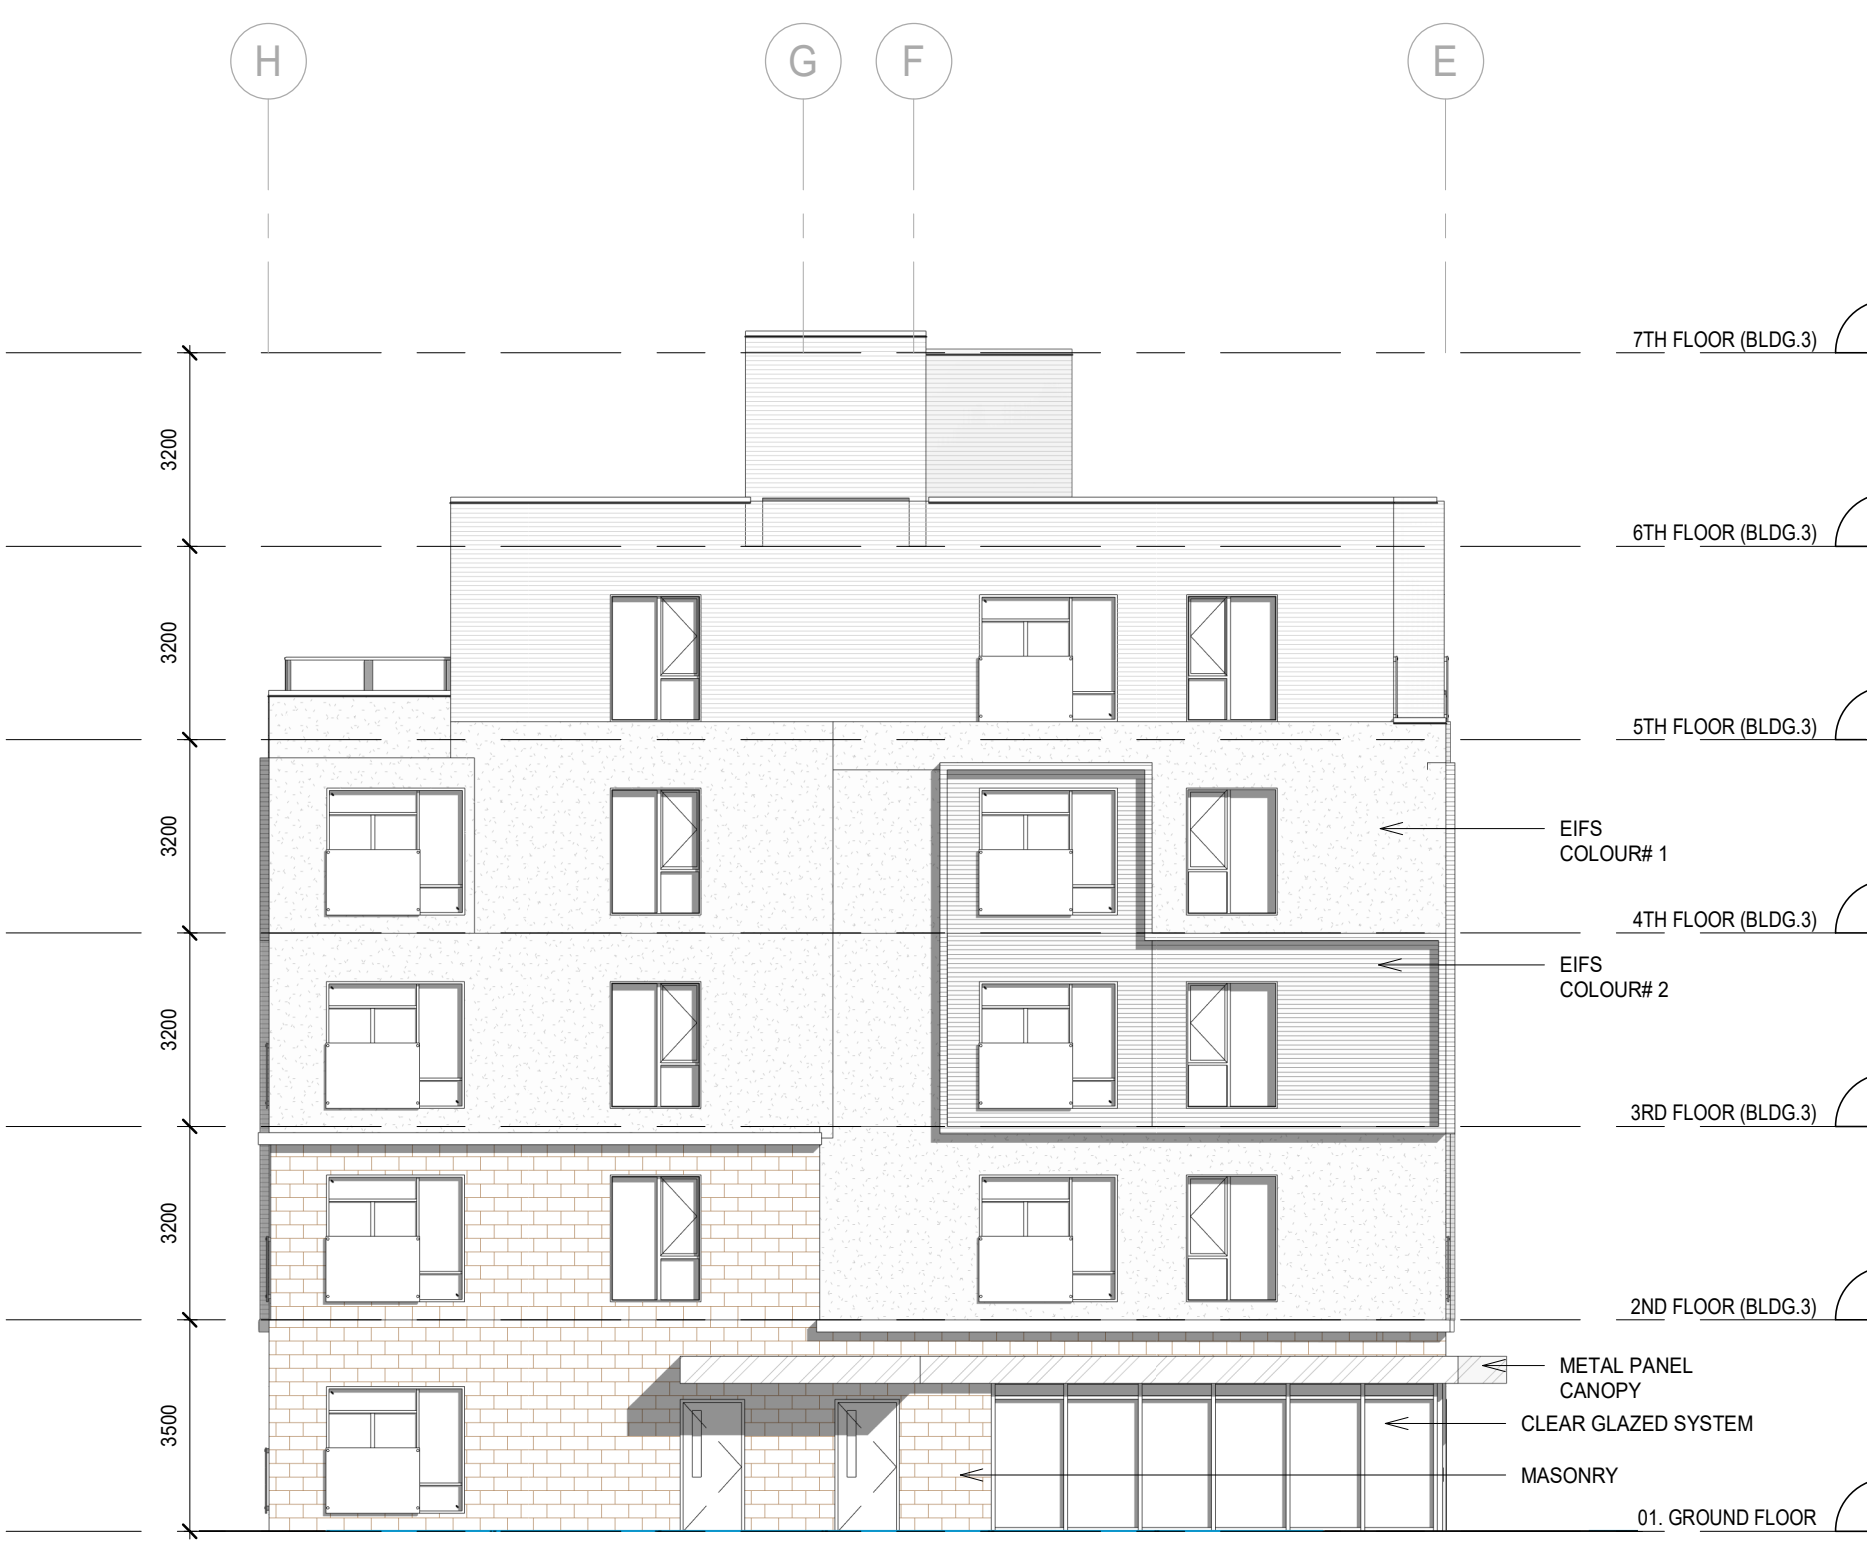 H
G
F
E
7TH FLOOR (BLDG.3)
3200
6TH FLOOR (BLDG.3)
3200
5TH FLOOR (BLDG.3)
3200
EIFS
COLOUR# 1
4TH FLOOR (BLDG.3)
EIFS
COLOUR# 2
3200
3RD FLOOR (BLDG.3)
3200
2ND FLOOR (BLDG.3)
METAL PANEL
CANOPY
3500
CLEAR GLAZED SYSTEM
MASONRY
01. GROUND FLOOR